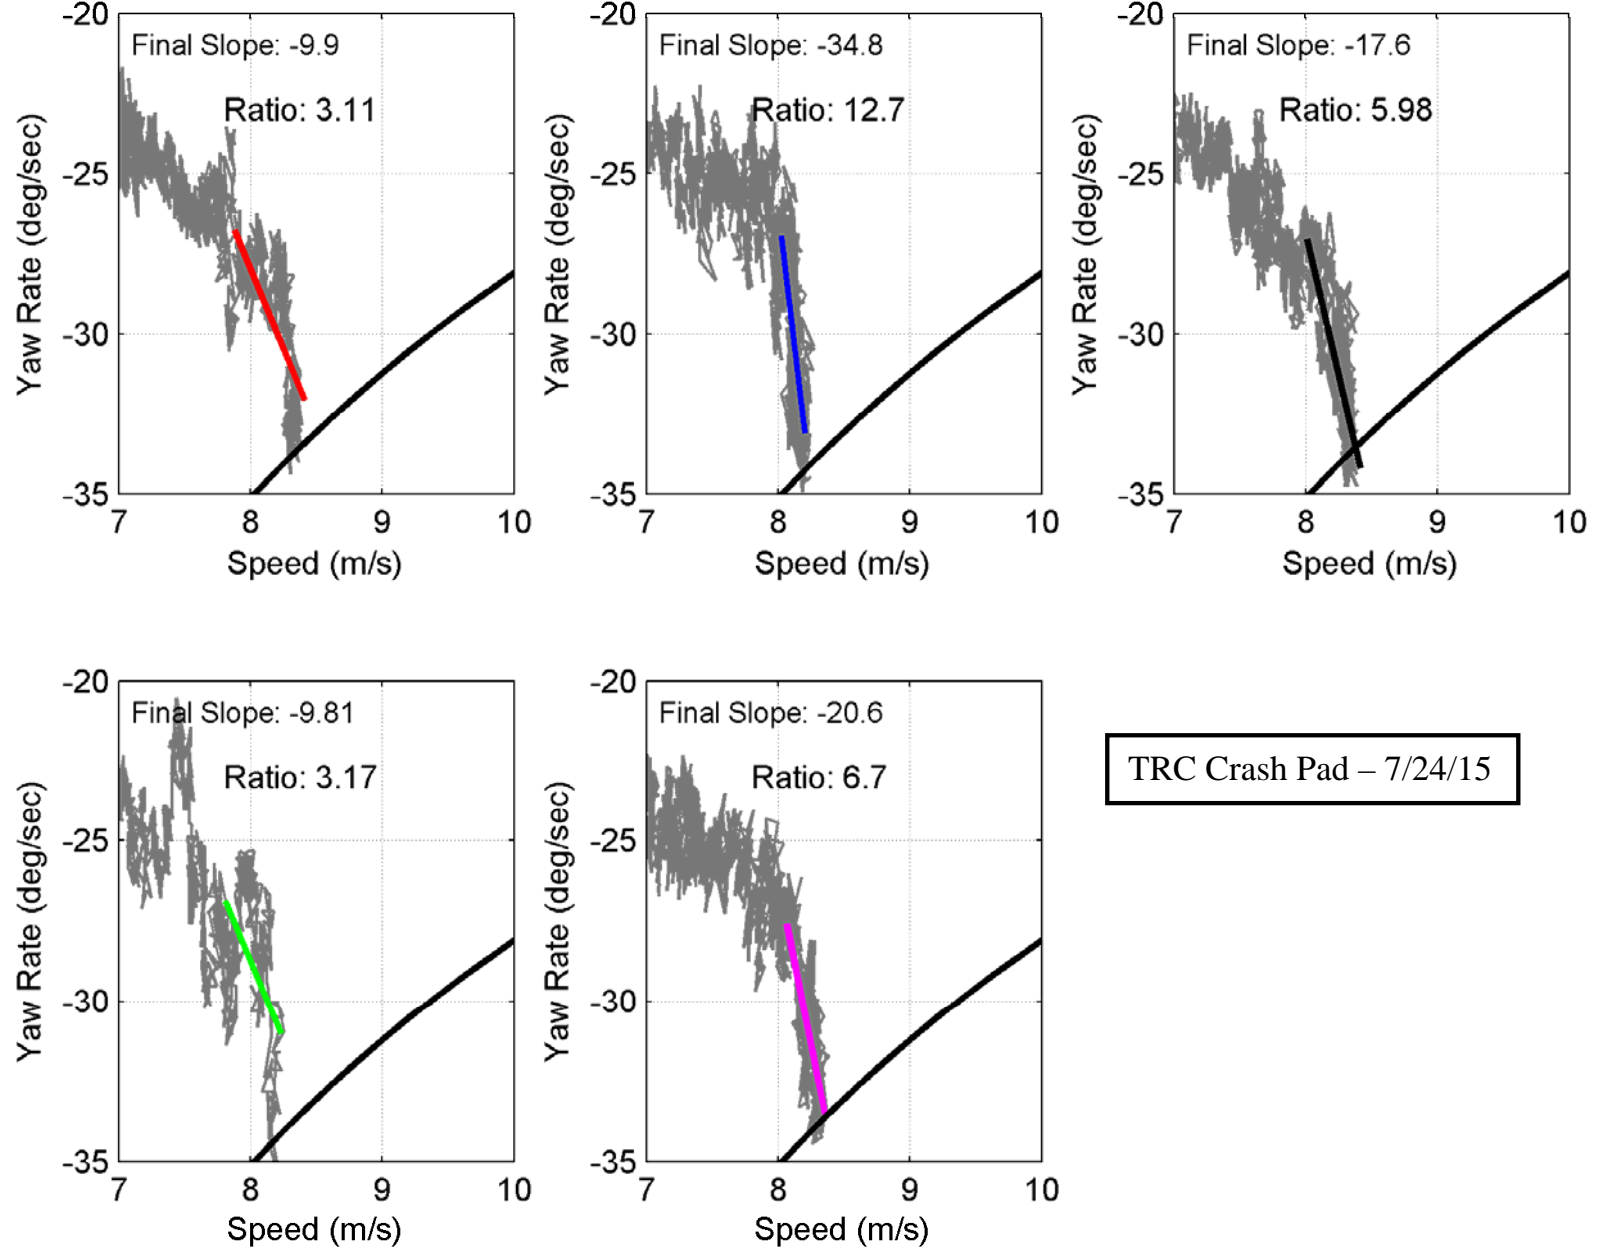 Final Slope: -9.9
Ratio: 3.11
-20
-25
-30
-35
Yaw Rate (deg/sec)
7 8 9 10
Speed (m/s)
Final Slope: -34.8
Ratio: 12.7
-20
-25
-30
-35
Yaw Rate (deg/sec)
7 8 9 10
Speed (m/s)
Final Slope: -17.6
Ratio: 5.98
-20
-25
-30
-35
Yaw Rate (deg/sec)
7 8 9 10
Speed (m/s)
Final Slope: -9.81
Ratio: 3.17
-20
-25
-30
-35
Yaw Rate (deg/sec)
7 8 9 10
Speed (m/s)
Final Slope: -20.6
Ratio: 6.7
-20
-25
-30
-35
Yaw Rate (deg/sec)
7 8 9 10
Speed (m/s)
TRC Crash Pad – 7/24/15